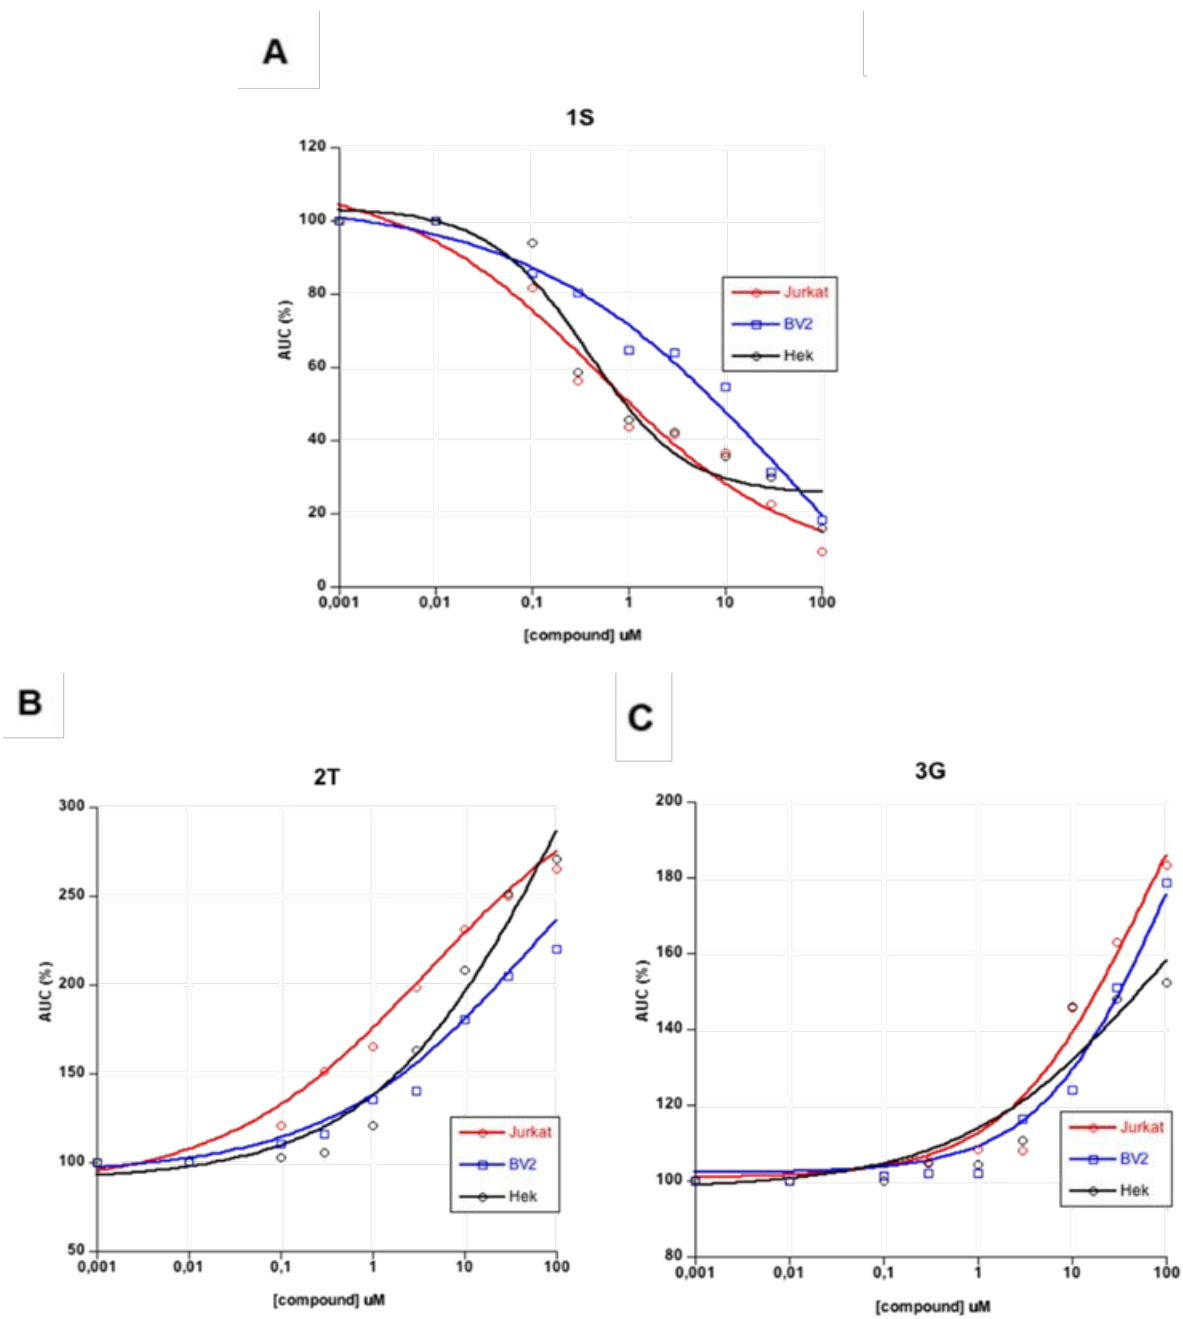 A
1S
120
100
80
60
40
20
0
AUC (%)
Jurkat
BV2
Hek
0,001 0,01 0,1 1 10 100
[compound] uM
B
C
2T
300
250
200
150
100
50
AUC (%)
Jurkat
BV2
Hek
0,001 0,01 0,1 1 10 100
[compound] uM
3G
200
180
160
140
120
100
80
AUC (%)
Jurkat
BV2
Hek
0,001 0,01 0,1 1 10 100
[compound] uM